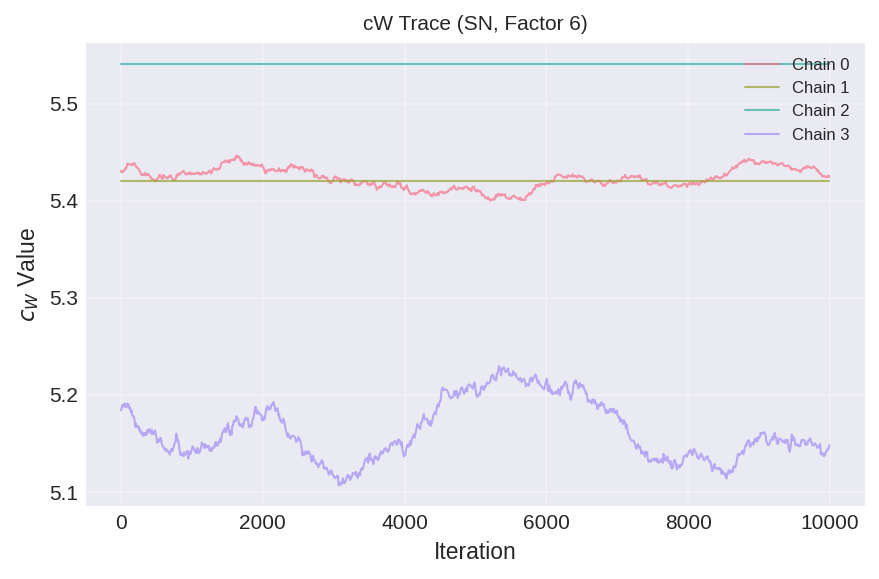 cW Trace (SN, Factor 6)
Chain 0
Chain 1
Chain 2
Chain 3
5.5
5.4
5.3
5.2
5.1
c_W Value
0 2000 4000 6000 8000 10000
Iteration